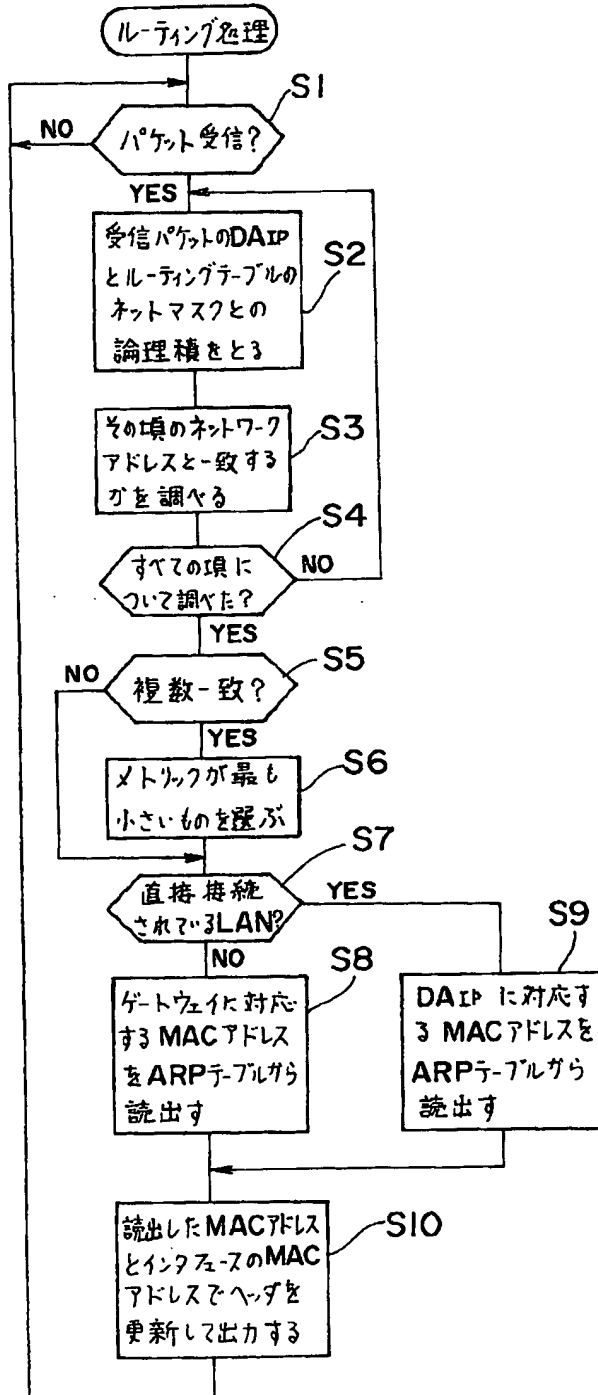 ルーティング処理
S1
NO
パケット受信?
YES
受信パケットのDAIP
とルーティングテーブルの
ネットマスクとの
論理積をとる
S2
その項のネットワーク
アドレスと一致する
かを調べる
S3
S4
すべての項に
ついて調べた?
NO
YES
S5
NO
複数一致?
YES
メトリックが最も
小さいものを選ぶ
S6
S7
直接接続
されているLAN?
YES
NO
S8
ゲートウェイに対応
するMACアドレス
をARPテーブルから
読出す
S9
DAIPに対応す
るMACアドレスを
ARPテーブルから
読出す
読出したMACアドレス
とインタフェースのMAC
アドレスでヘッダを
更新して出力する
S10